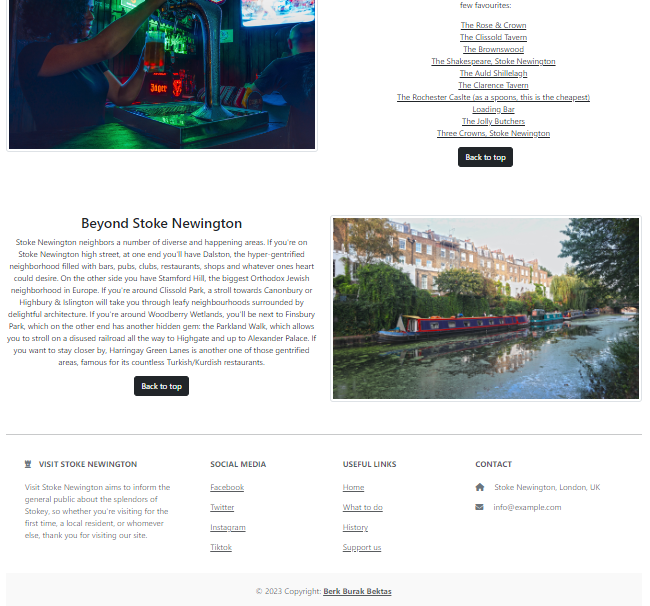 few favourites:
The Rose & Crown
The Clissold Tavern
The Brownswood
The Shakespeare, Stoke Newington
The Auld Shillelagh
The Clarence Tavern
The Rochester Caslte (as a spoons, this is the cheapest)
Loading Bar
The Jolly Butchers
Three Crowns, Stoke Newington
Back to top
Beyond Stoke Newington
Stoke Newington neighbors a number of diverse and happening areas. If you're on
Stoke Newington high street, at one end you'll have Dalston, the hyper-gentrified
neighborhood filled with bars, pubs, clubs, restaurants, shops and whatever ones heart
could desire. On the other side you have Stamford Hill, the biggest Orthodox Jewish
neighborhood in Europe. If you're around Clissold Park, a stroll towards Canonbury or
Highbury & Islington will take you through leafy neighbourhoods surrounded by
delightful architecture. If you're around Woodberry Wetlands, you'll be next to Finsbury
Park, which on the other end has another hidden gem: the Parkland Walk, which allows
you to stroll on a disused railroad all the way to Highgate and up to Alexander Palace. If
you want to stay closer by, Harringay Green Lanes is another one of those gentrified
areas, famous for its countless Turkish/Kurdish restaurants.
Back to top
VISIT STOKE NEWINGTON
Visit Stoke Newington aims to inform the
general public about the splendors of
Stokey, so whether you're visiting for the
first time, a local resident, or whomever
else, thank you for visiting our site.
SOCIAL MEDIA
Facebook
Twitter
Instagram
Tiktok
USEFUL LINKS
Home
What to do
History
Support us
CONTACT
Stoke Newington, London, UK
info@example.com
© 2023 Copyright: Berk Burak Bektas